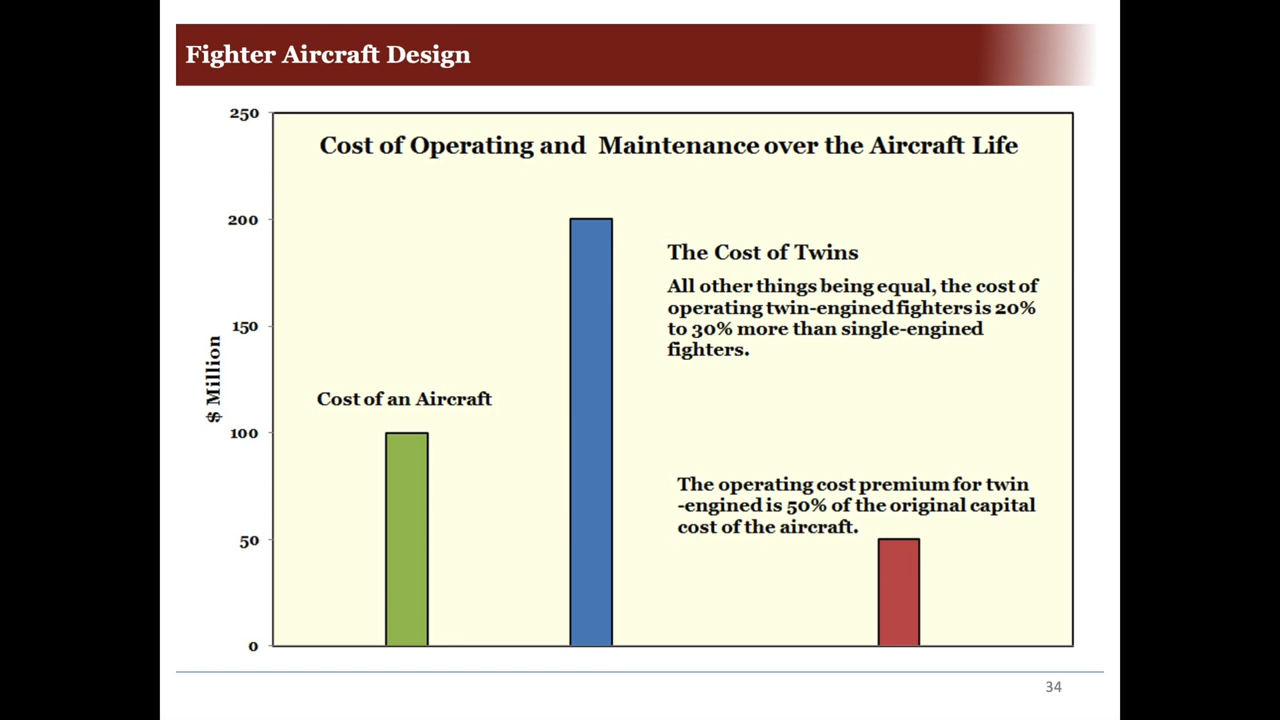 Fighter Aircraft Design
250
Cost of Operating and Maintenance over the Aircraft Life
200
The Cost of Twins
All other things being equal, the cost of
operating twin-engined fighters is 20%
to 30% more than single-engined
fighters.
150
$ Million
Cost of an Aircraft
100
The operating cost premium for twin
-engined is 50% of the original capital
cost of the aircraft.
50
0
34